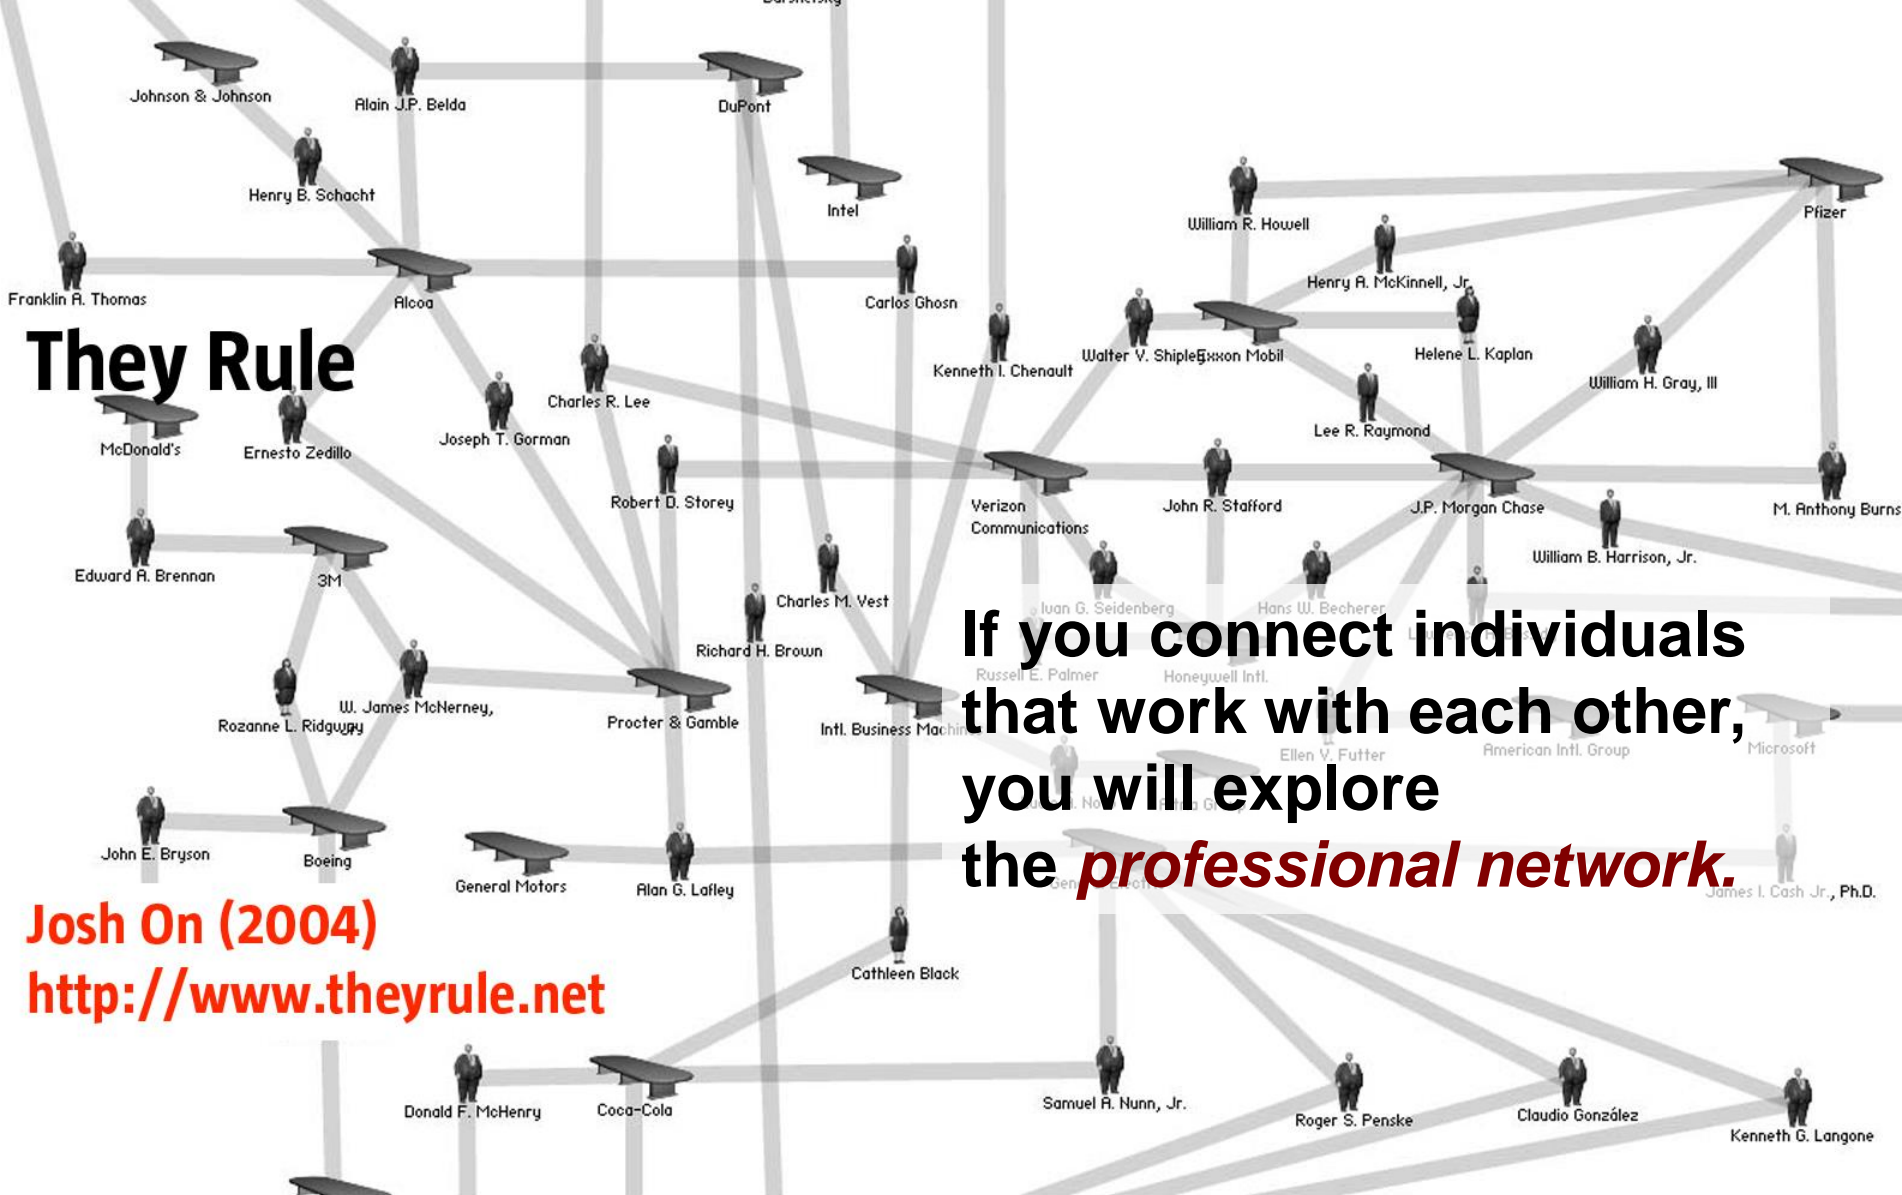 Barshefsky
Johnson & Johnson
Alain J.P. Belda
DuPont
Henry B. Schacht
Intel
William R. Howell
Pfizer
Henry A. McKinnell, Jr.
Franklin A. Thomas
Alcoa
Carlos Ghosn
They Rule
Kenneth I. Chenault
Walter V. Shipley
Exxon Mobil
Helene L. Kaplan
William H. Gray, III
Charles R. Lee
Lee R. Raymond
McDonald's
Ernesto Zedillo
Joseph T. Gorman
Robert D. Storey
Verizon
Communications
John R. Stafford
J.P. Morgan Chase
M. Anthony Burns
William B. Harrison, Jr.
Edward A. Brennan
3M
Charles M. Vest
Ivan G. Seidenberg
Hans W. Becherer
If you connect individuals
Richard H. Brown
Russell E. Palmer
Honeywell Intl.
that work with each other,
Rozanne L. Ridgway
W. James McNerney,
Procter & Gamble
Intl. Business Machines
Ellen V. Futter
American Intl. Group
Microsoft
you will explore
John E. Bryson
Boeing
General Motors
Alan G. Lafley
the professional network.
General Electric
James I. Cash Jr., Ph.D.
Josh On (2004)
http://www.theyrule.net
Cathleen Black
Donald F. McHenry
Coca-Cola
Samuel A. Nunn, Jr.
Roger S. Penske
Claudio González
Kenneth G. Langone